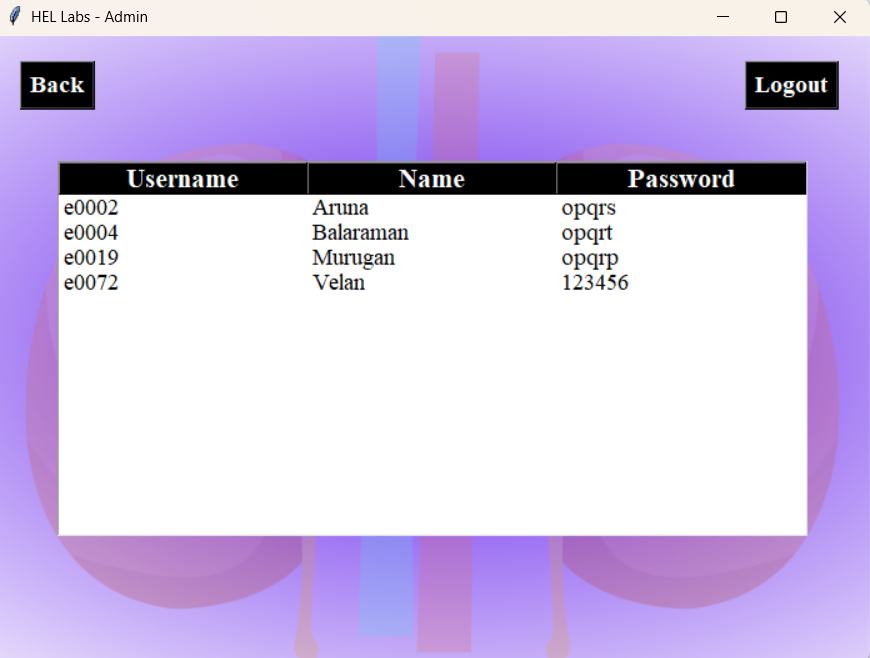 HEL Labs - Admin
Back Logout
Username Name Password
e0002 Aruna opqrs
e0004 Balaraman opqrt
e0019 Murugan opqrp
e0072 Velan 123456